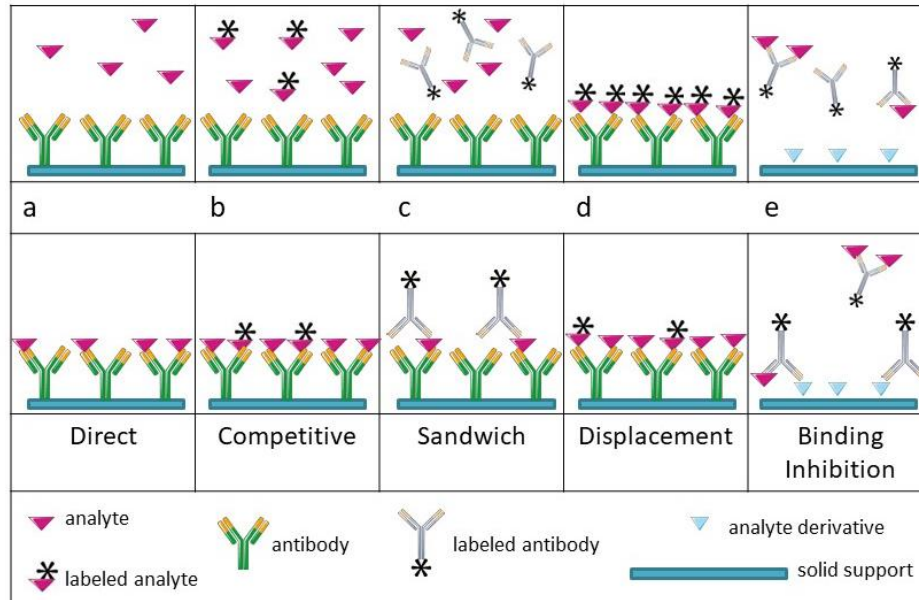 a
b
c
d
e
Direct
Competitive
Sandwich
Displacement
Binding
Inhibition
analyte
labeled analyte
antibody
labeled antibody
analyte derivative
solid support